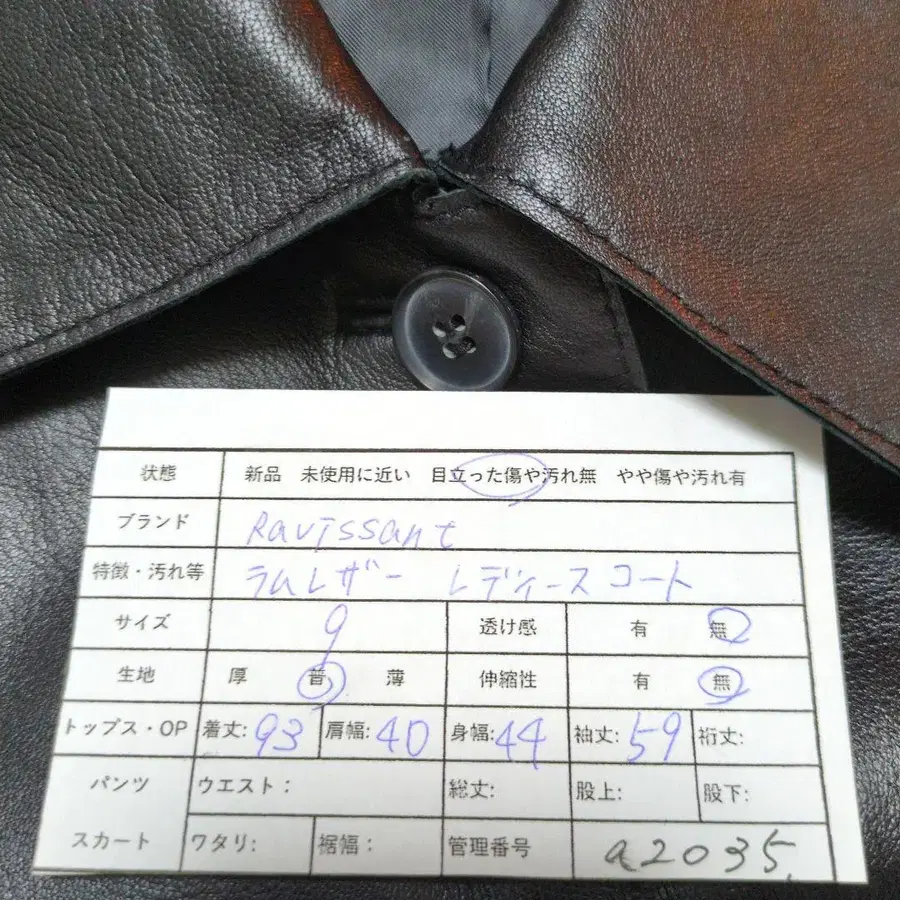 状態 新品 未使用に近い 目立った傷や汚れ無 やや傷や汚れ有
ブランド Ravissant
特徴・汚れ等 ラムレザー レディース コート
サイズ 9 透け感 有 無
生地 厚 普 薄 伸縮性 有 無
トップス・OP 着丈:93 肩幅:40 身幅:44 袖丈:59 裄丈:
パンツ ウエスト: 総丈: 股上: 股下:
スカート ワタリ: 裾幅: 管理番号 a2035.